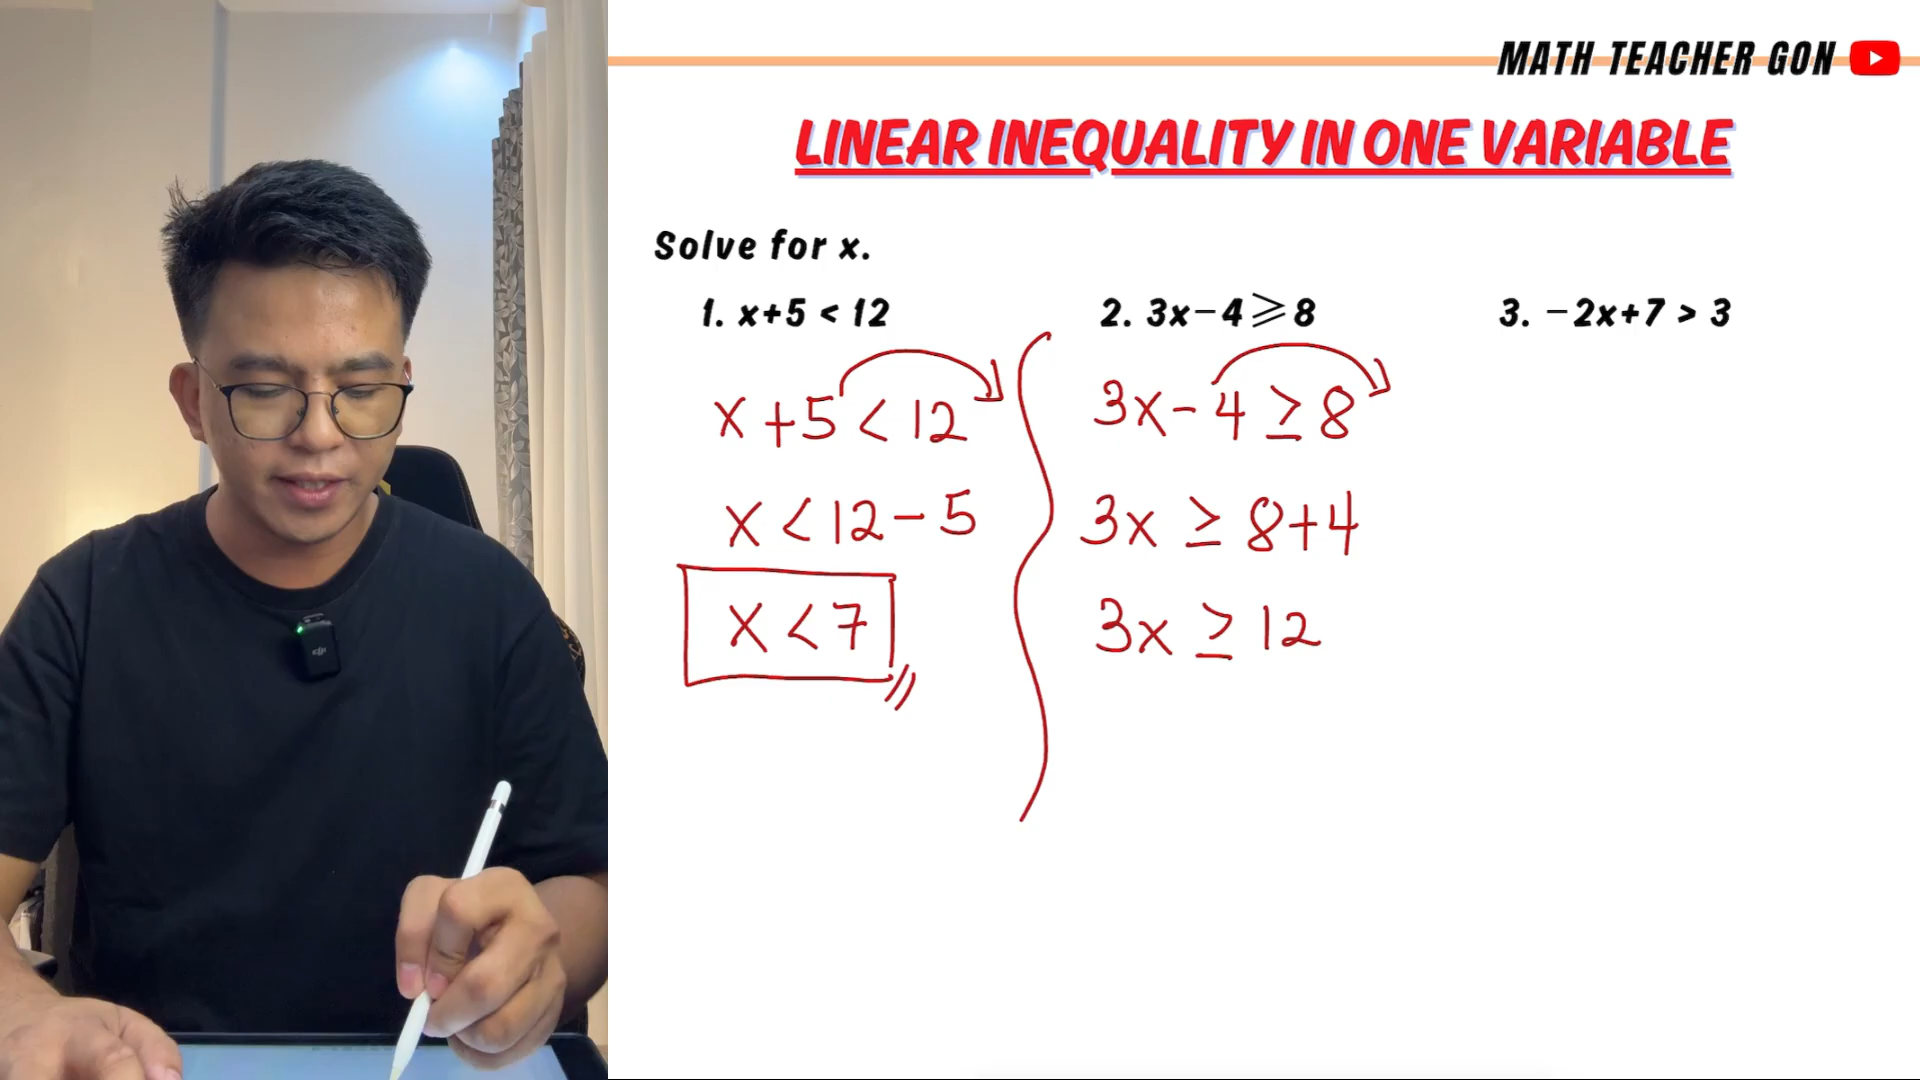 MATH TEACHER GON
LINEAR INEQUALITY IN ONE VARIABLE
Solve for x.
1. x+5 < 12
x+5 < 12
x < 12-5
x < 7
2. 3x-4⩾8
3x-4 ≥ 8
3x ≥ 8+4
3x ≥ 12
3. -2x+7 > 3